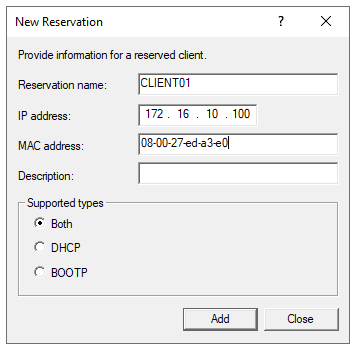 New Reservation ? ×
Provide information for a reserved client.
Reservation name: CLIENT01
IP address: 172 . 16 . 10 . 100
MAC address: 08-00-27-ed-a3-e0
Description:
Supported types
Both
DHCP
BOOTP
Add Close